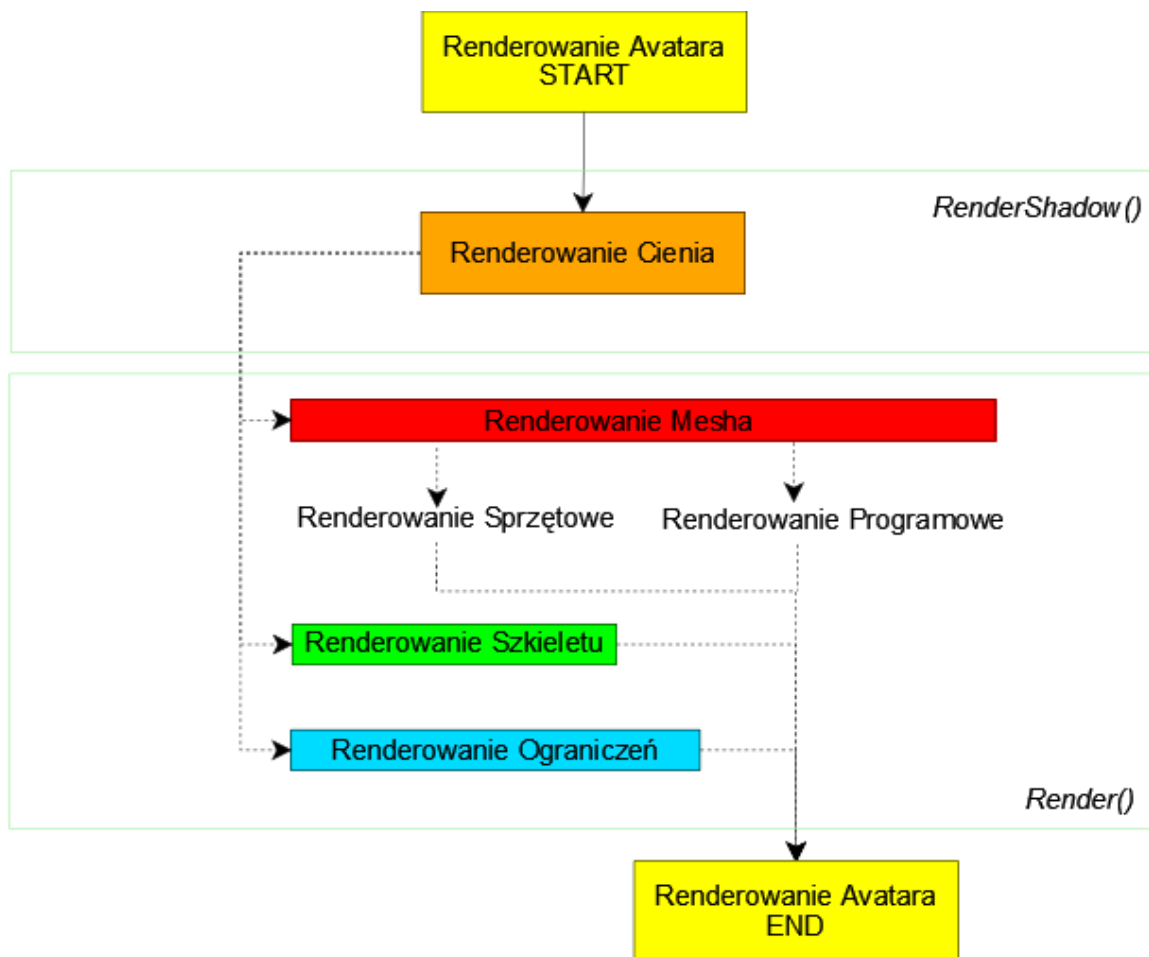 Renderowanie Avatara
START
RenderShadow()
Renderowanie Cienia
Renderowanie Mesha
Renderowanie Sprzętowe
Renderowanie Programowe
Renderowanie Szkieletu
Renderowanie Ograniczeń
Render()
Renderowanie Avatara
END